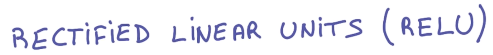 RECTIFIED LINEAR UNITS (RELU)